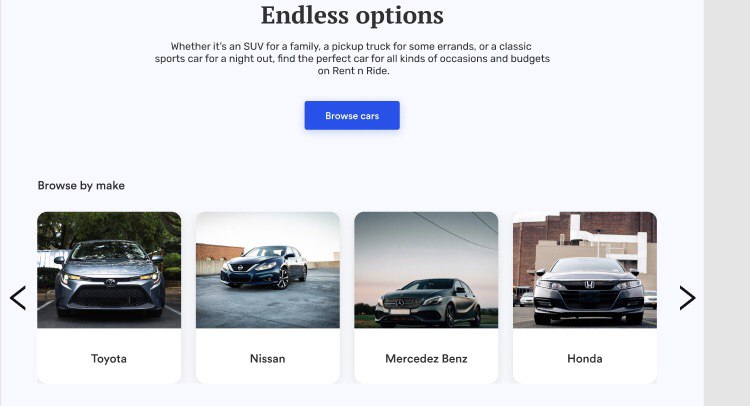 Endless options
Whether it's an SUV for a family, a pickup truck for some errands, or a classic
sports car for a night out, find the perfect car for all kinds of occasions and budgets
on Rent n Ride.
Browse cars
Browse by make
Toyota
Nissan
Mercedez Benz
Honda